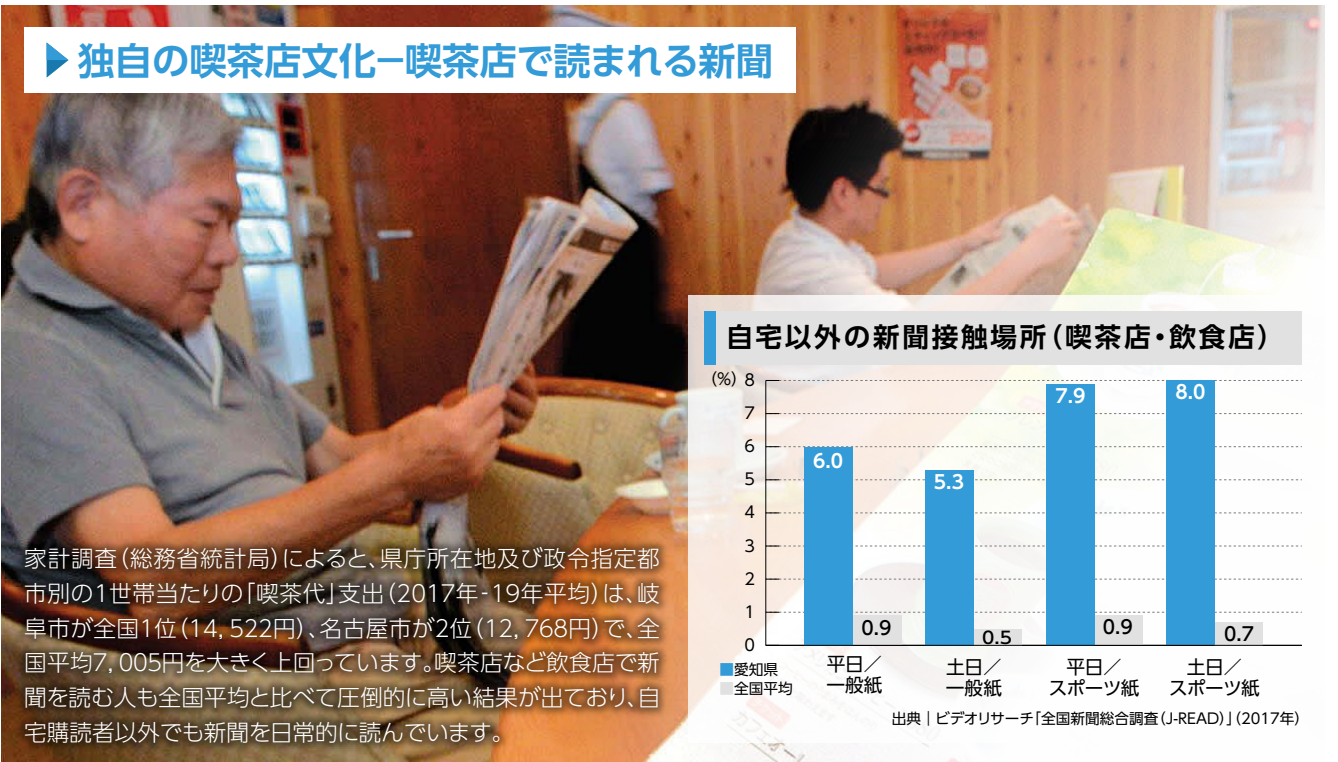 独自の喫茶店文化ー喫茶店で読まれる新聞
家計調査(総務省統計局)によると、県庁所在地及び政令指定都
市別の1世帯当たりの「喫茶代」支出(2017年-19年平均)は、岐
阜市が全国1位(14,522円)、名古屋市が2位(12,768円)で、全
国平均7,005円を大きく上回っています。喫茶店など飲食店で新
聞を読む人も全国平均と比べて圧倒的に高い結果が出ており、自
宅購読者以外でも新聞を日常的に読んでいます。
自宅以外の新聞接触場所(喫茶店・飲食店)
(%) 8
7
6
5
4
3
2
1
0
6.0
0.9
5.3
0.5
7.9
0.9
8.0
0.7
■愛知県
■全国平均
平日/
一般紙
土日/
一般紙
平日/
スポーツ紙
土日/
スポーツ紙
出典|ビデオリサーチ「全国新聞総合調査(J-READ)」(2017年)